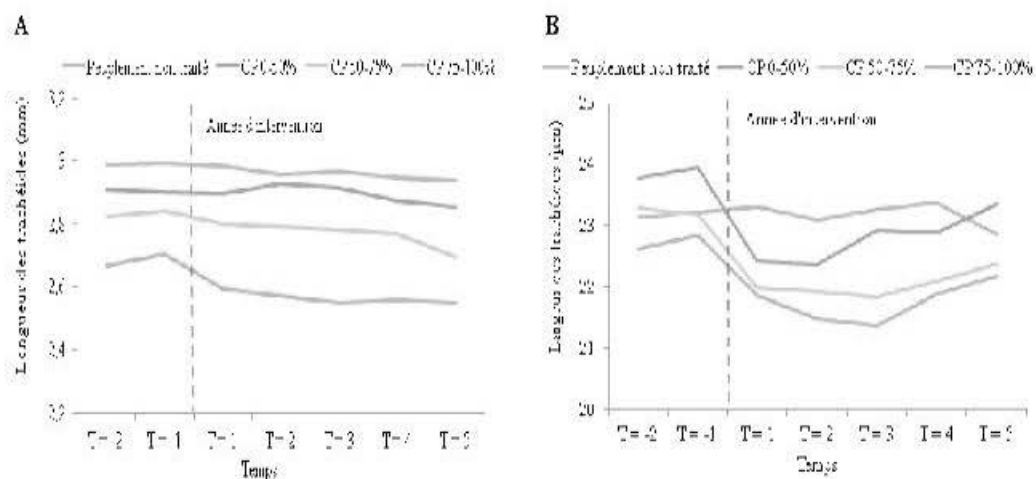 A
Peuplement non traité CP 0-50% CP 50-75% CP 75-100%
3,2
3
2,8
2,6
2,4
2,2
Longueur des trachéides (mm)
Année d'intervention
T = -2 T = -1 T = 1 T = 2 T = 3 T = 4 T = 5
Temps
B
Peuplement non traité CP 0-50% CP 50-75% CP 75-100%
25
24
23
22
21
20
Largeur des trachéides (µm)
Année d'intervention
T = -2 T = -1 T = 1 T = 2 T = 3 T = 4 T = 5
Temps